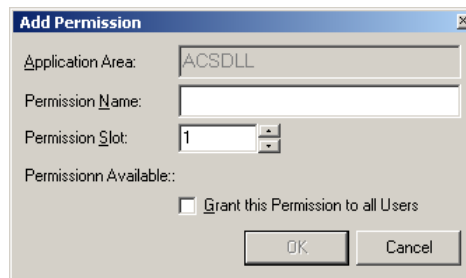 Add Permission
Application Area: ACSDLL
Permission Name:
Permission Slot: 1
Permissionn Available::
Grant this Permission to all Users
OK Cancel